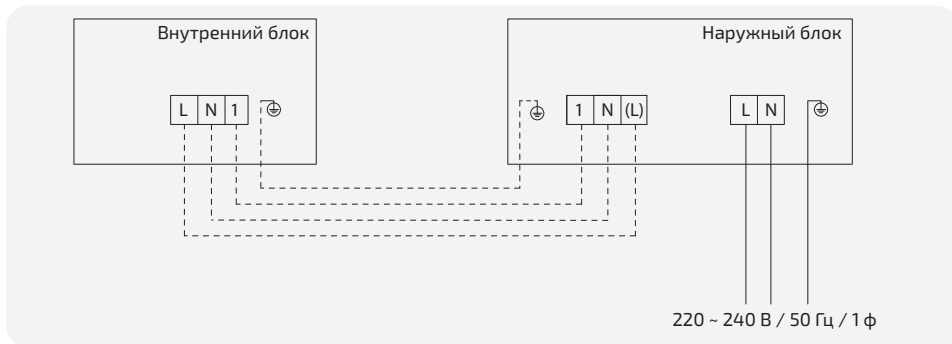 Внутренний блок
Наружный блок
L N 1
1 N (L)
L N
220 ~ 240 В / 50 Гц / 1 ф